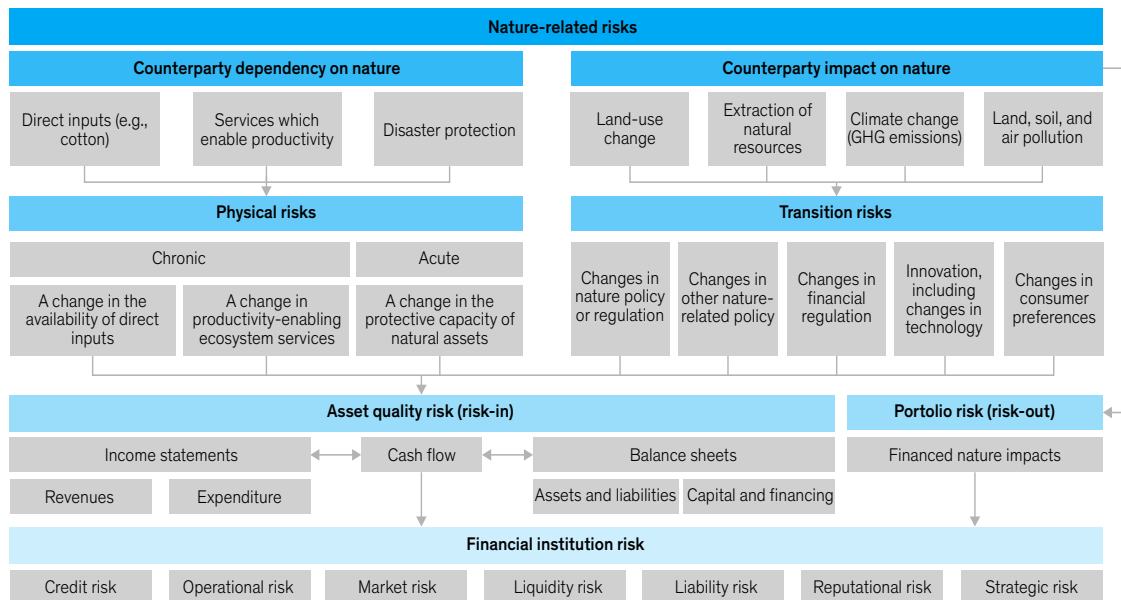 Nature-related risks
Counterparty dependency on nature
Counterparty impact on nature
Direct inputs (e.g.,
cotton)
Services which
enable productivity
Disaster protection
Land-use
change
Extraction of
natural
resources
Climate change
(GHG emissions)
Land, soil, and
air pollution
Physical risks
Transition risks
Chronic
Acute
A change in the
availability of direct
inputs
A change in
productivity-enabling
ecosystem services
A change in the
protective capacity of
natural assets
Changes in
nature policy
or regulation
Changes in
other nature-
related policy
Changes in
financial
regulation
Innovation,
including
changes in
technology
Changes in
consumer
preferences
Asset quality risk (risk-in)
Portolio risk (risk-out)
Income statements
Cash flow
Balance sheets
Financed nature impacts
Revenues
Expenditure
Assets and liabilities
Capital and financing
Financial institution risk
Credit risk
Operational risk
Market risk
Liquidity risk
Liability risk
Reputational risk
Strategic risk